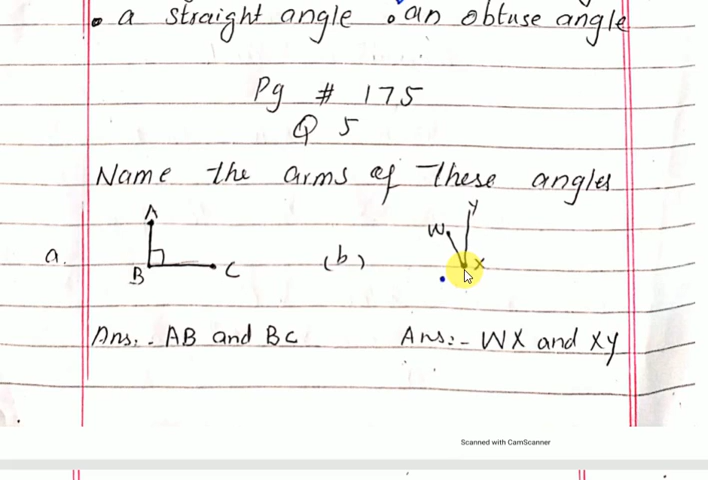 • a straight angle • an obtuse angle
Pg # 175
Q 5
Name the arms of These angles
a. A B C (b) W Y X
Ans. - AB and BC Ans:- WX and XY
Scanned with CamScanner